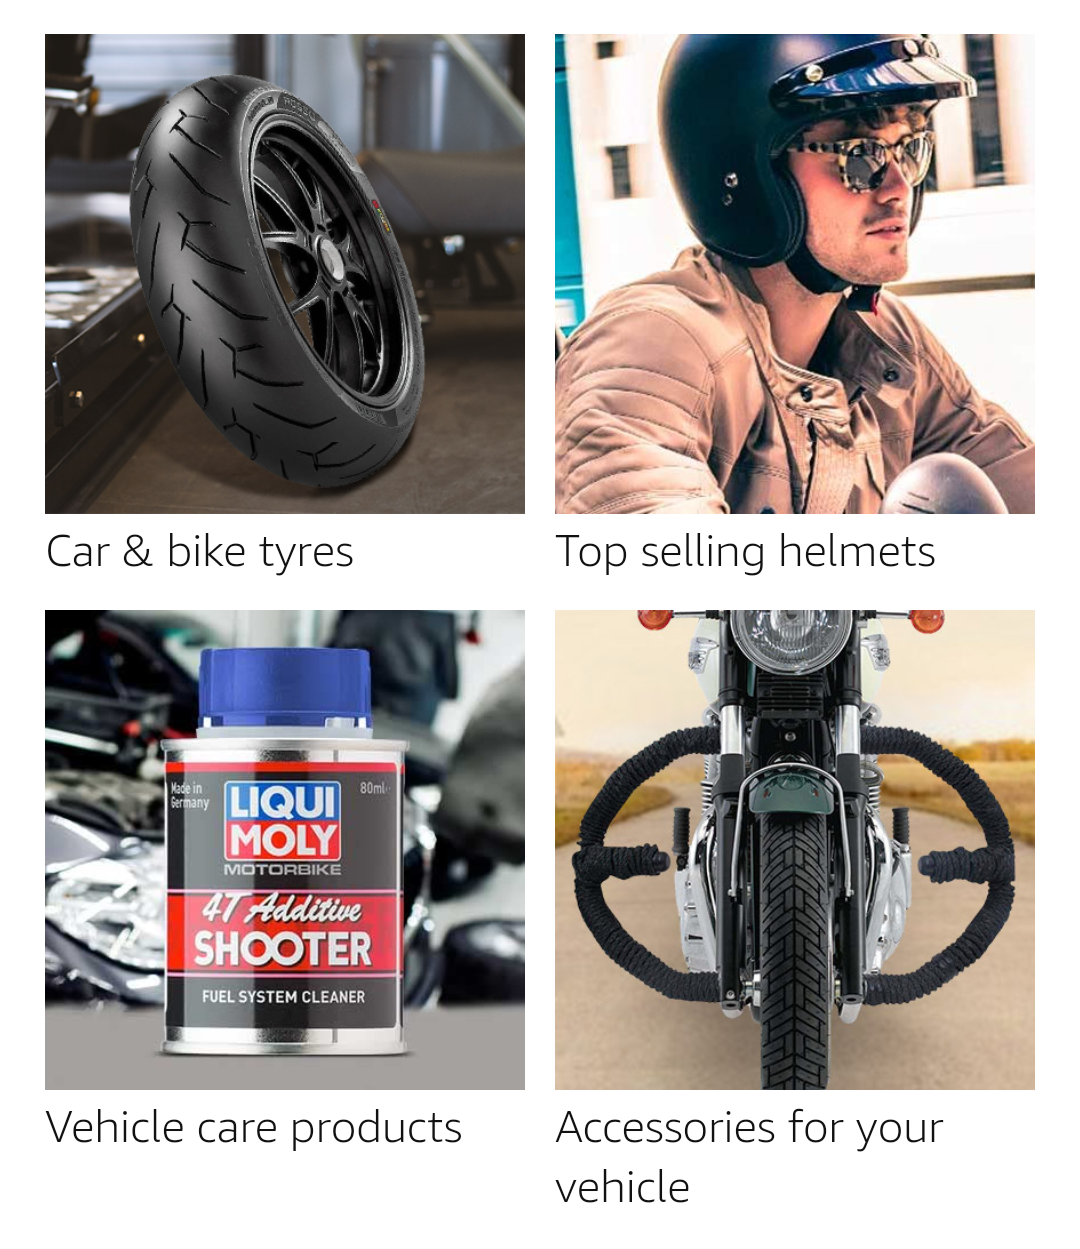 ROSSO
Car & bike tyres
Top selling helmets
Made in
Germany
80ml
LIQUI
MOLY
MOTORBIKE
4T Additive
SHOOTER
FUEL SYSTEM CLEANER
Vehicle care products
Accessories for your
vehicle